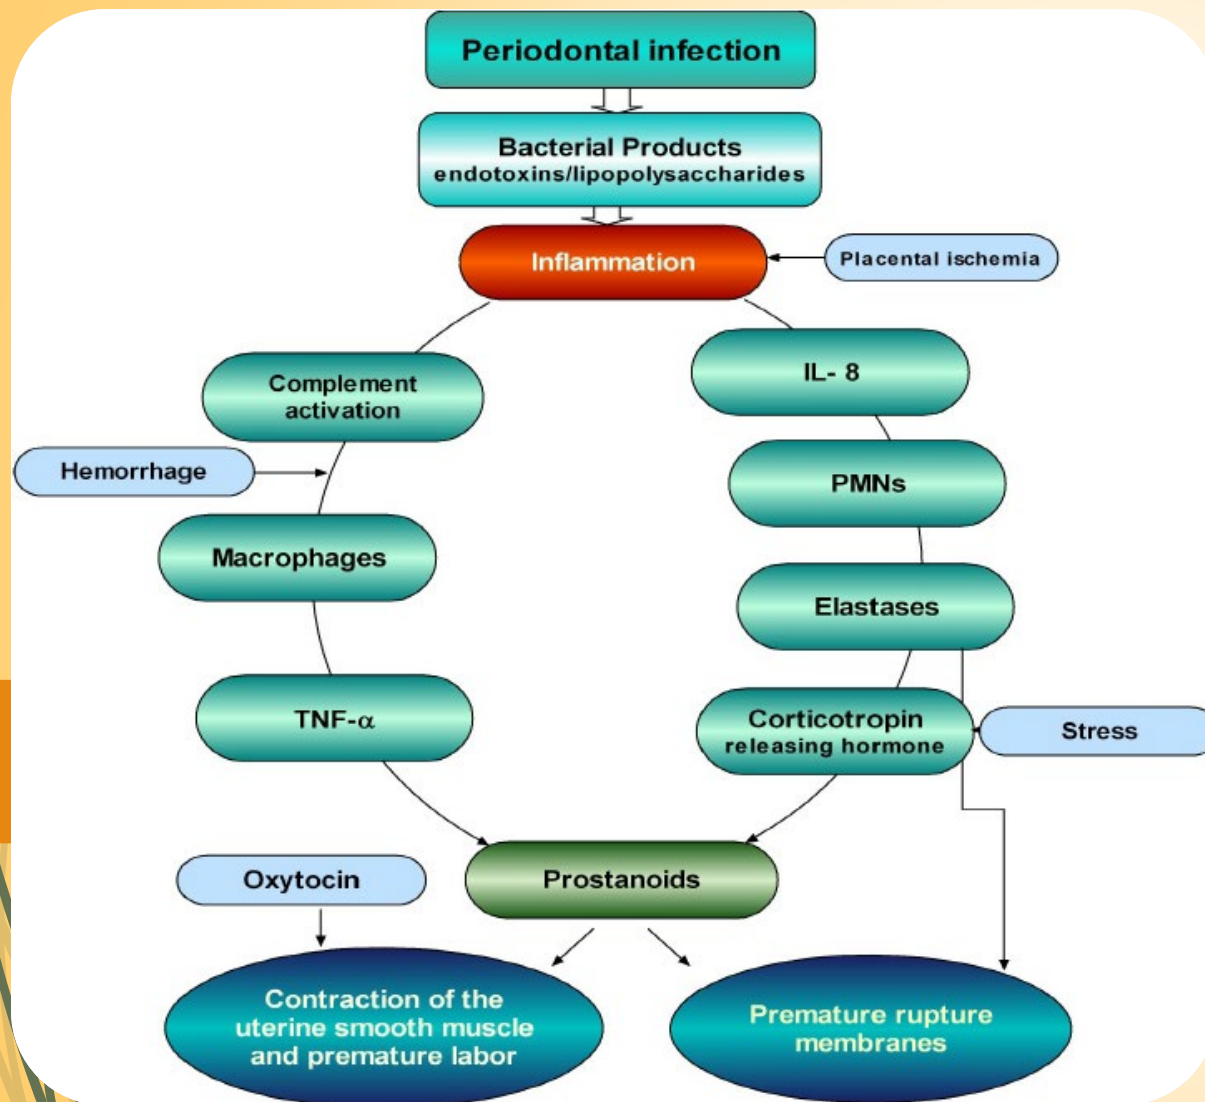 Periodontal infection
Bacterial Products
endotoxins/lipopolysaccharides
Inflammation
Placental ischemia
Complement
activation
IL- 8
Hemorrhage
PMNs
Macrophages
Elastases
TNF-α
Corticotropin
releasing hormone
Stress
Oxytocin
Prostanoids
Contraction of the
uterine smooth muscle
and premature labor
Premature rupture
membranes